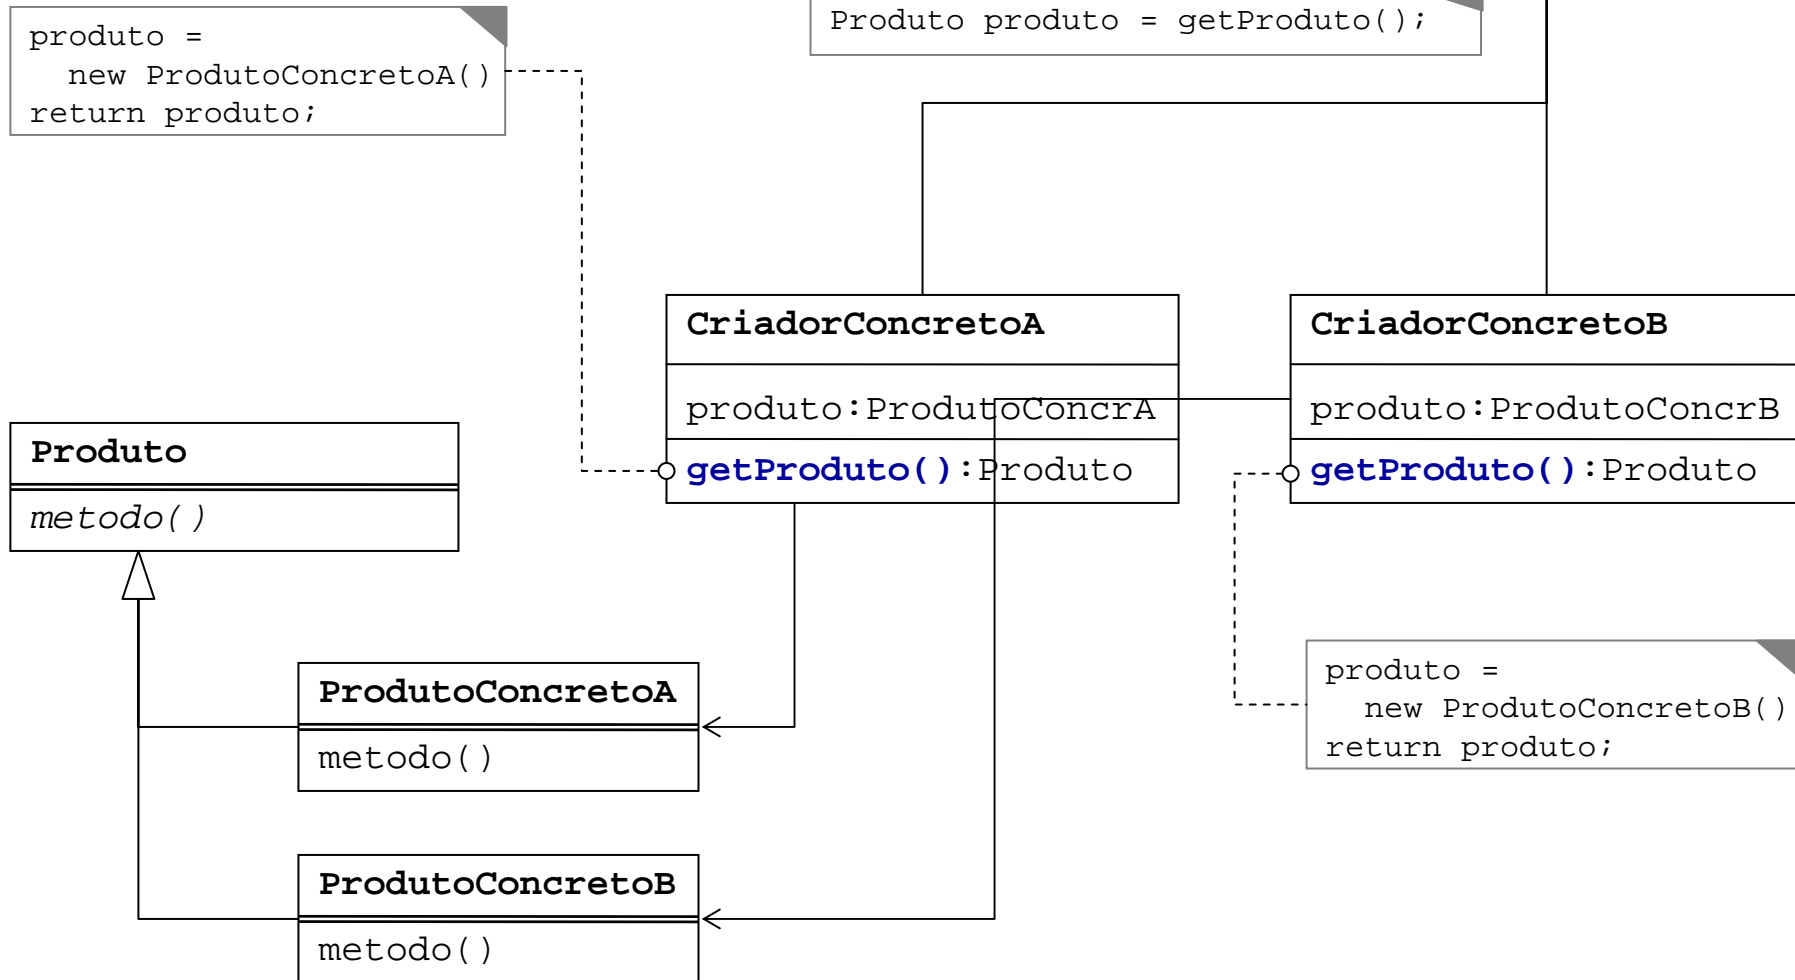 produto =
new ProdutoConcretoA()
return produto;
Produto produto = getProduto();
CriadorConcretoA
produto:ProdutoConcrA
getProduto():Produto
CriadorConcretoB
produto:ProdutoConcrB
getProduto():Produto
Produto
metodo()
ProdutoConcretoA
metodo()
produto =
new ProdutoConcretoB()
return produto;
ProdutoConcretoB
metodo()